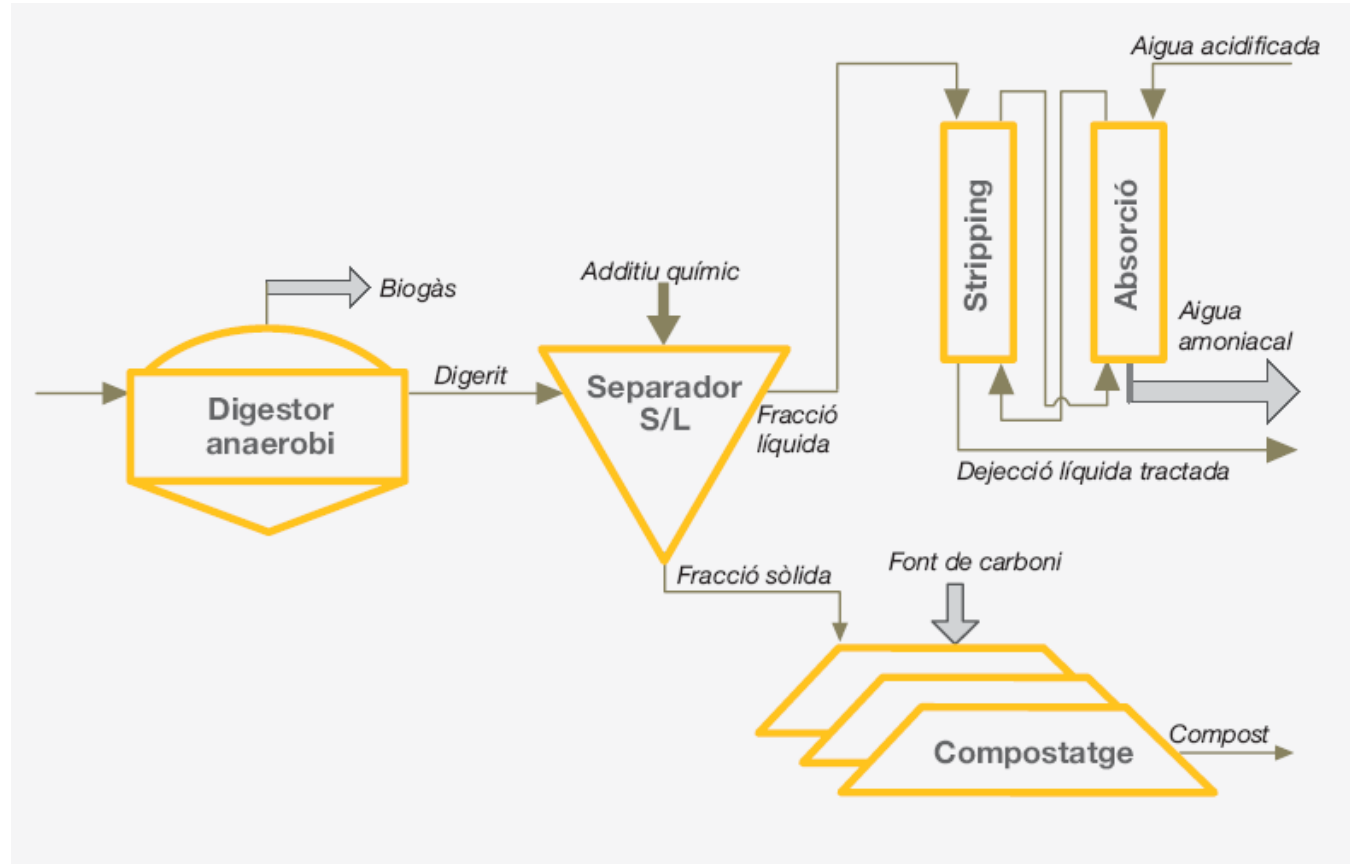 Aigua acidificada
Stripping
Absorció
Additiu químic
Biogàs
Aigua
amoniacal
Digerit
Separador
S/L
Digestor
anaerobi
Fracció
líquida
Dejecció líquida tractada
Fracció sòlida
Font de carboni
Compost
Compostatge